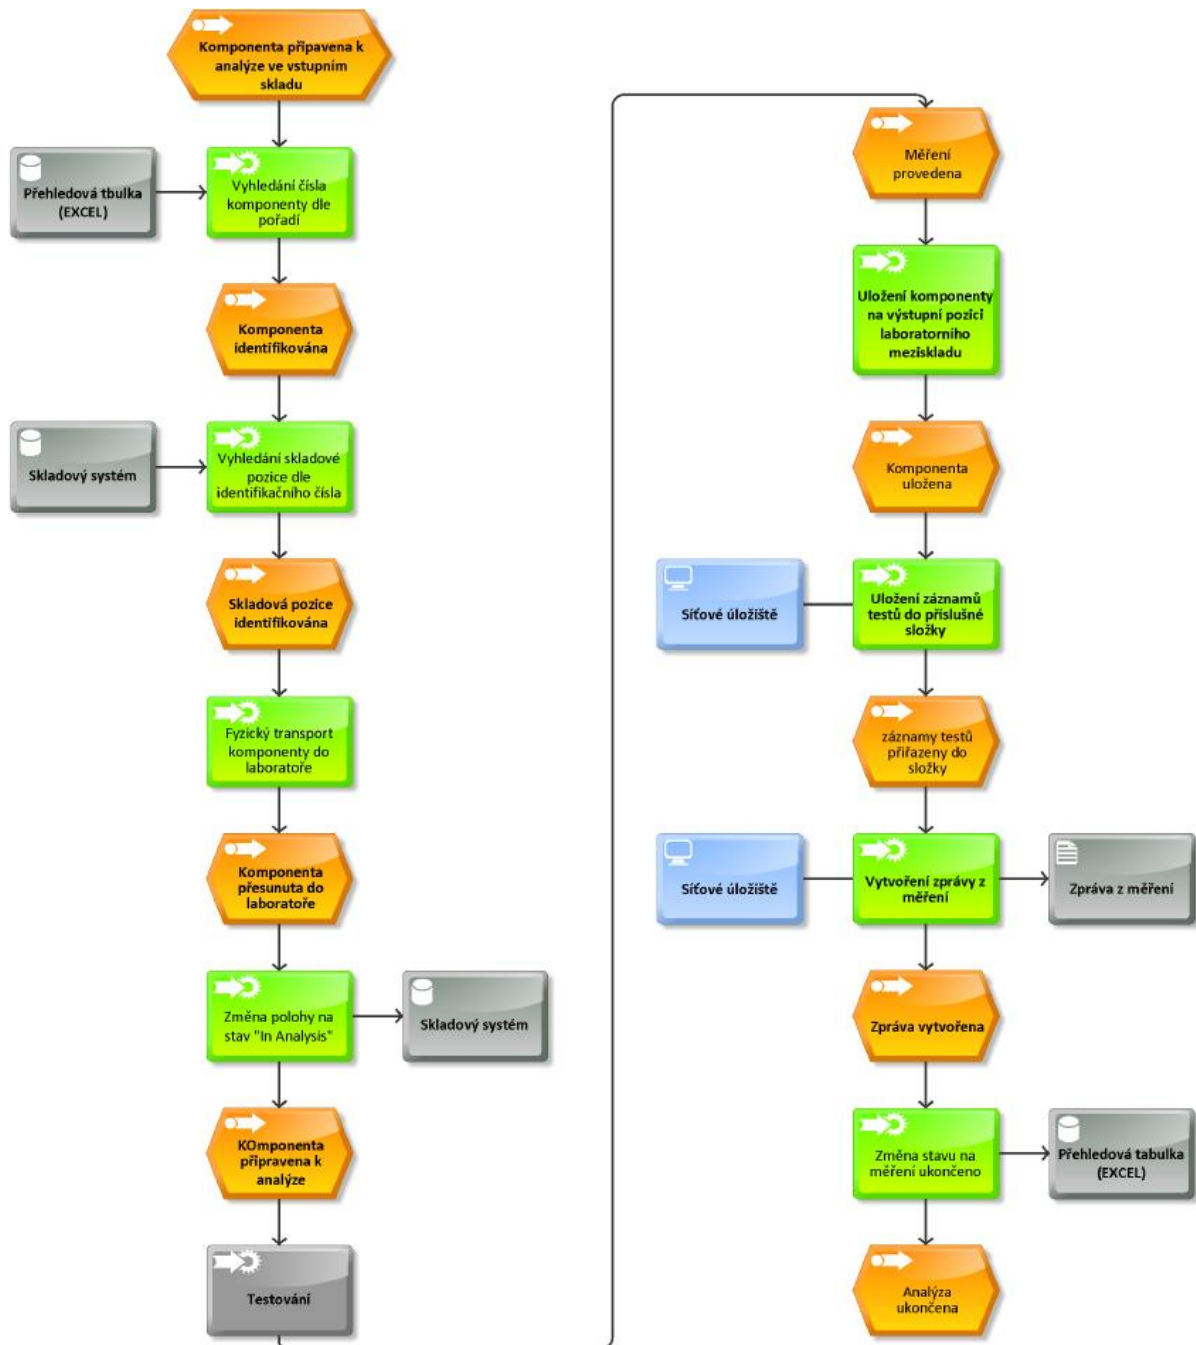 Komponenta připavena k
analýze ve vstupním
skladu
Přehledová tbulka
(EXCEL)
Vyhledání čísla
komponenty dle
pořadí
Komponenta
identifikována
Skladový systém
Vyhledání skladové
pozice dle
identifikačního čísla
Skladová pozice
identifikována
Fyzický transport
komponenty do
laboratoře
Komponenta
přesunuta do
laboratoře
Změna polohy na
stav "In Analysis"
Skladový systém
KOmponenta
připravena k
analýze
Testování
Měření
provedena
Uložení komponenty
na výstupní pozici
laboratorního
meziskladu
Komponenta
uložena
Síťové úložiště
Uložení záznamů
testů do příslušné
složky
záznamy testů
přiřazeny do
složky
Síťové úložiště
Vytvoření zprávy z
měření
Zpráva z měření
Zpráva vytvořena
Změna stavu na
měření ukončeno
Přehledová tabulka
(EXCEL)
Analýza
ukončena